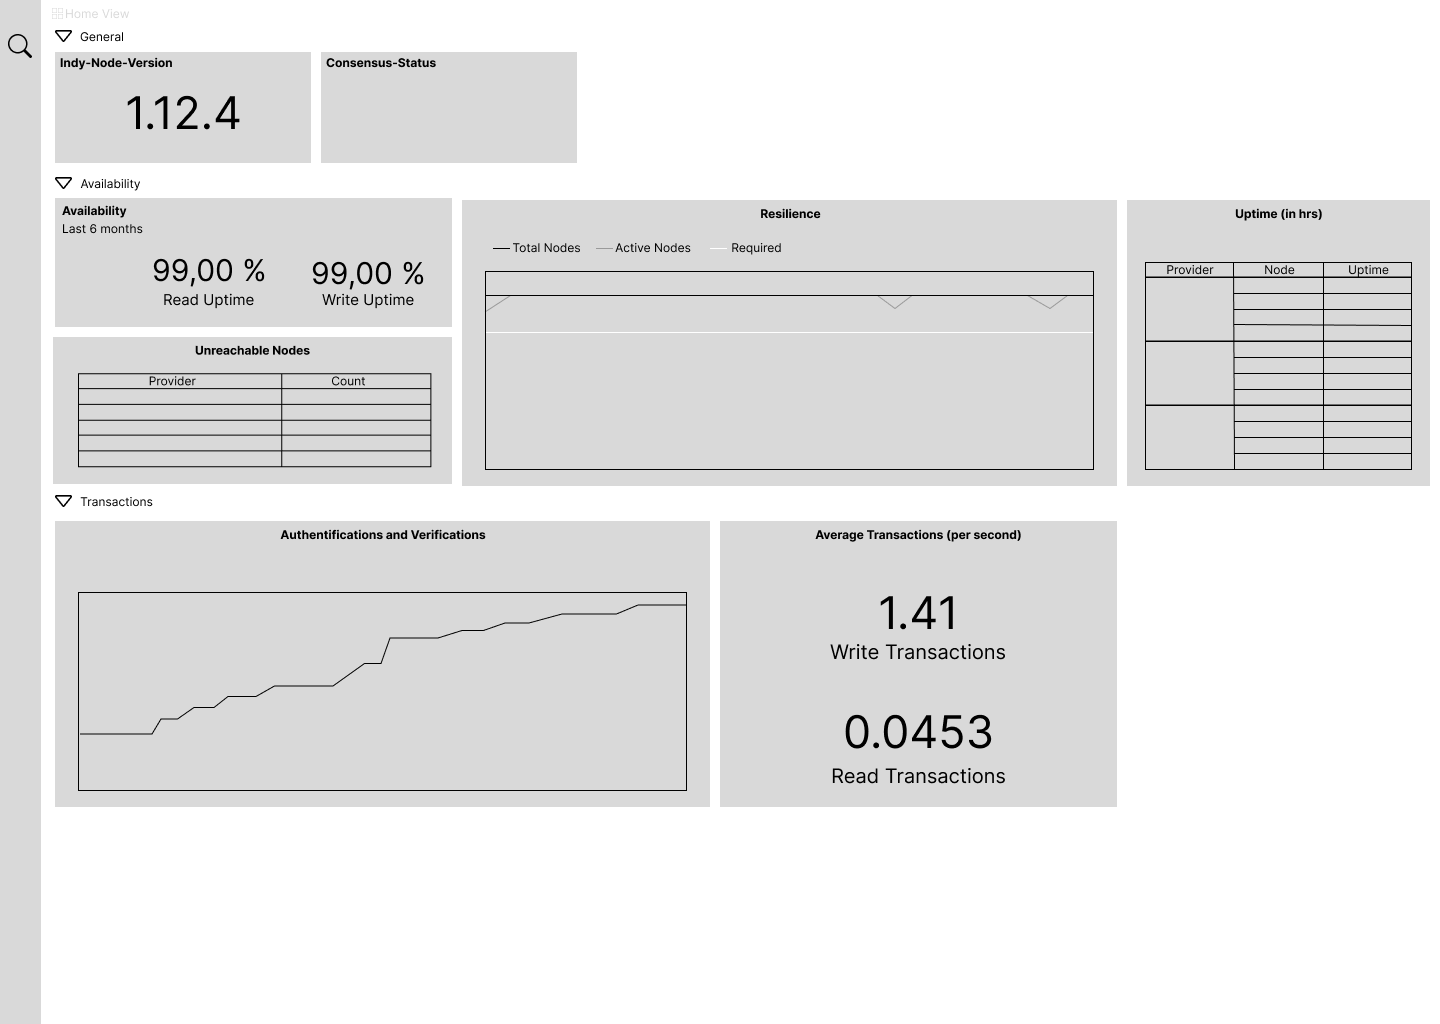 Home View
General
Indy-Node-Version
1.12.4
Consensus-Status
Availability
Availability
Last 6 months
99,00 %
Read Uptime
99,00 %
Write Uptime
Unreachable Nodes
Provider Count
Resilience
Total Nodes Active Nodes Required
Uptime (in hrs)
Provider Node Uptime
Transactions
Authentifications and Verifications
Average Transactions (per second)
1.41
Write Transactions
0.0453
Read Transactions